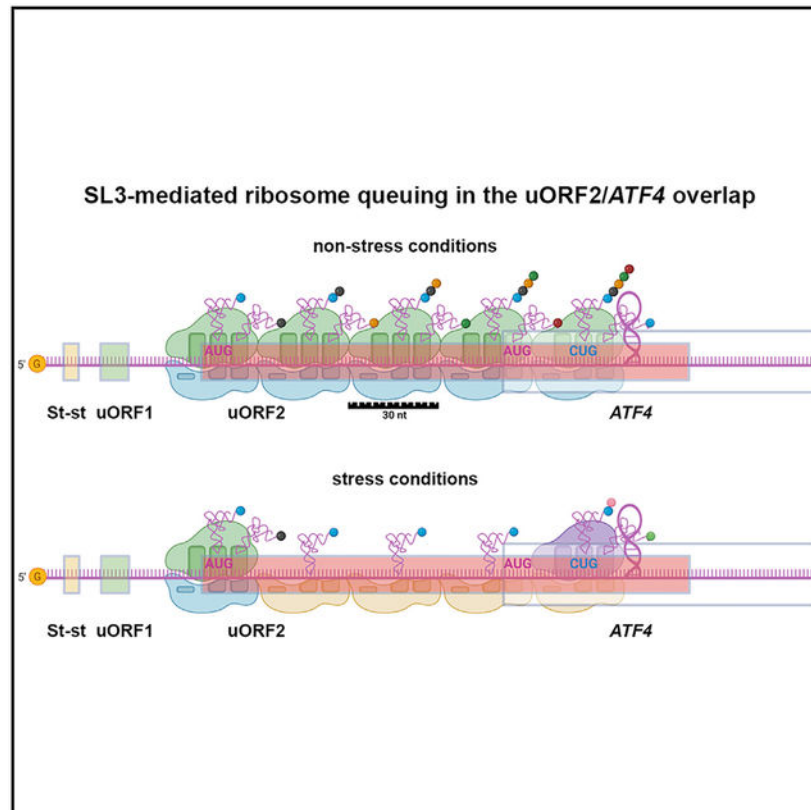 SL3-mediated ribosome queuing in the uORF2/ATF4 overlap
non-stress conditions
AUG AUG CUG
5' G
St-st uORF1 uORF2 30 nt ATF4
stress conditions
AUG AUG CUG
5' G
St-st uORF1 uORF2 ATF4